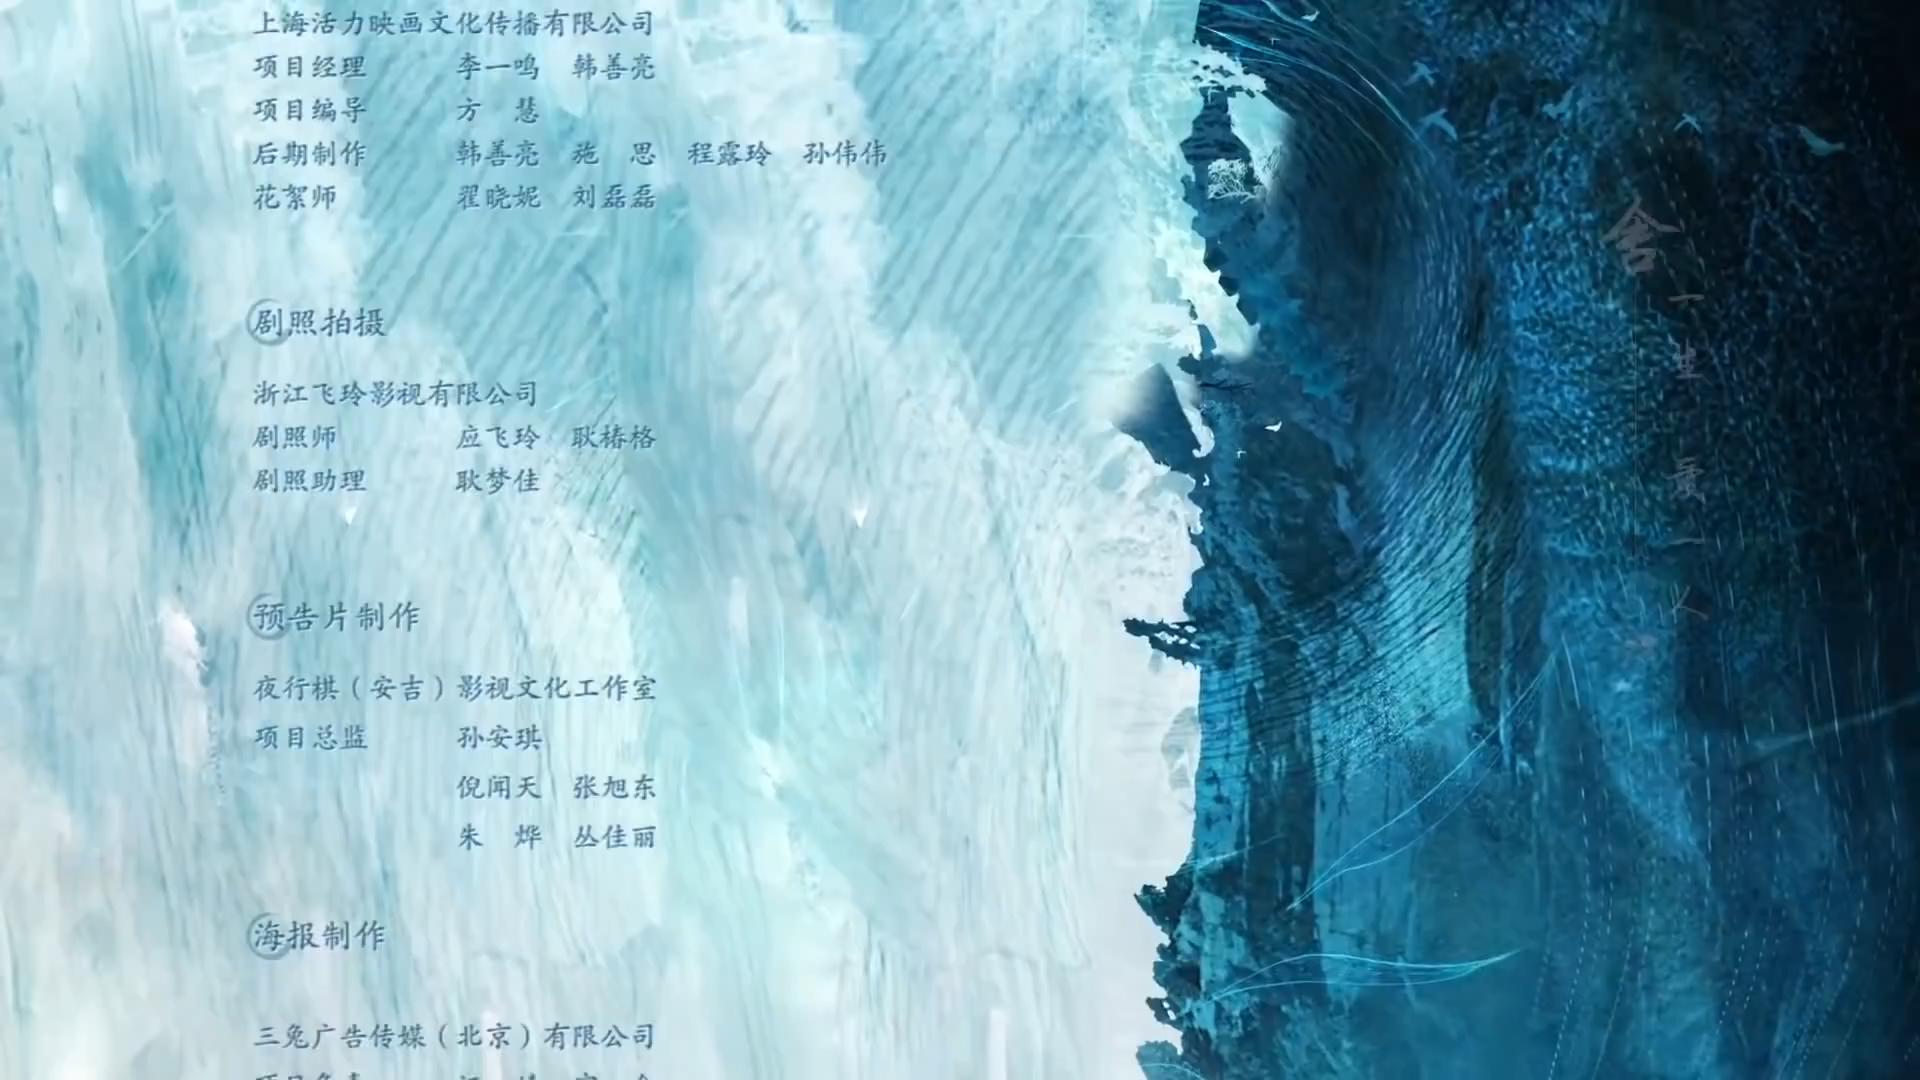 上海活力映画文化传播有限公司
项目经理 李一鸣 韩善亮
项目编导 方 慧
后期制作 韩善亮 施 思 程露玲 孙伟伟
花絮师 翟晓妮 刘磊磊
剧照拍摄
浙江飞玲影视有限公司
剧照师 应飞玲 耿椿格
剧照助理 耿梦佳
预告片制作
夜行棋（安吉）影视文化工作室
项目总监 孙安琪
倪闻天 张旭东
朱 烨 丛佳丽
海报制作
三兔广告传媒（北京）有限公司
舍
一生
一人